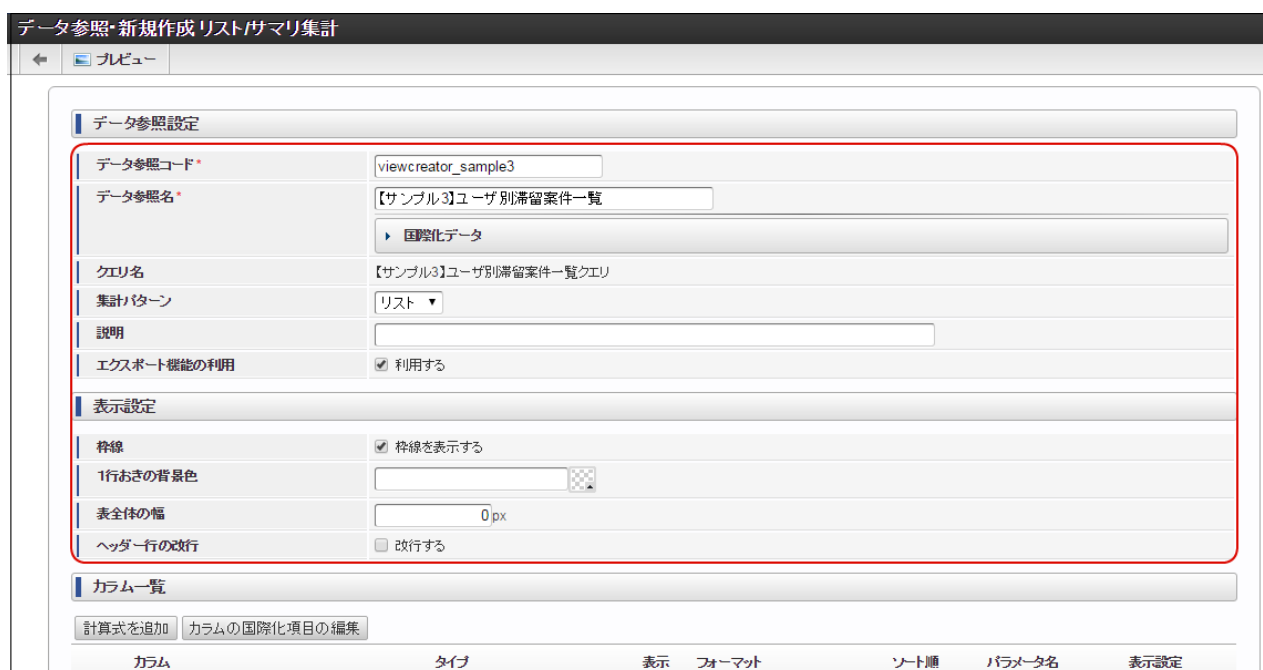 データ参照・新規作成 リスト/サマリ集計
プレビュー
データ参照設定
データ参照コード* viewcreator_sample3
データ参照名* 【サンプル3】ユーザ別滞留案件一覧
国際化データ
クエリ名 【サンプル3】ユーザ別滞留案件一覧クエリ
集計パターン リスト
説明
エクスポート機能の利用 利用する
表示設定
枠線 枠線を表示する
1行おきの背景色
表全体の幅 0 px
ヘッダー行の改行 改行する
カラム一覧
計算式を追加 カラムの国際化項目の編集
カラム タイプ 表示 フォーマット ソート順 パラメータ名 表示設定